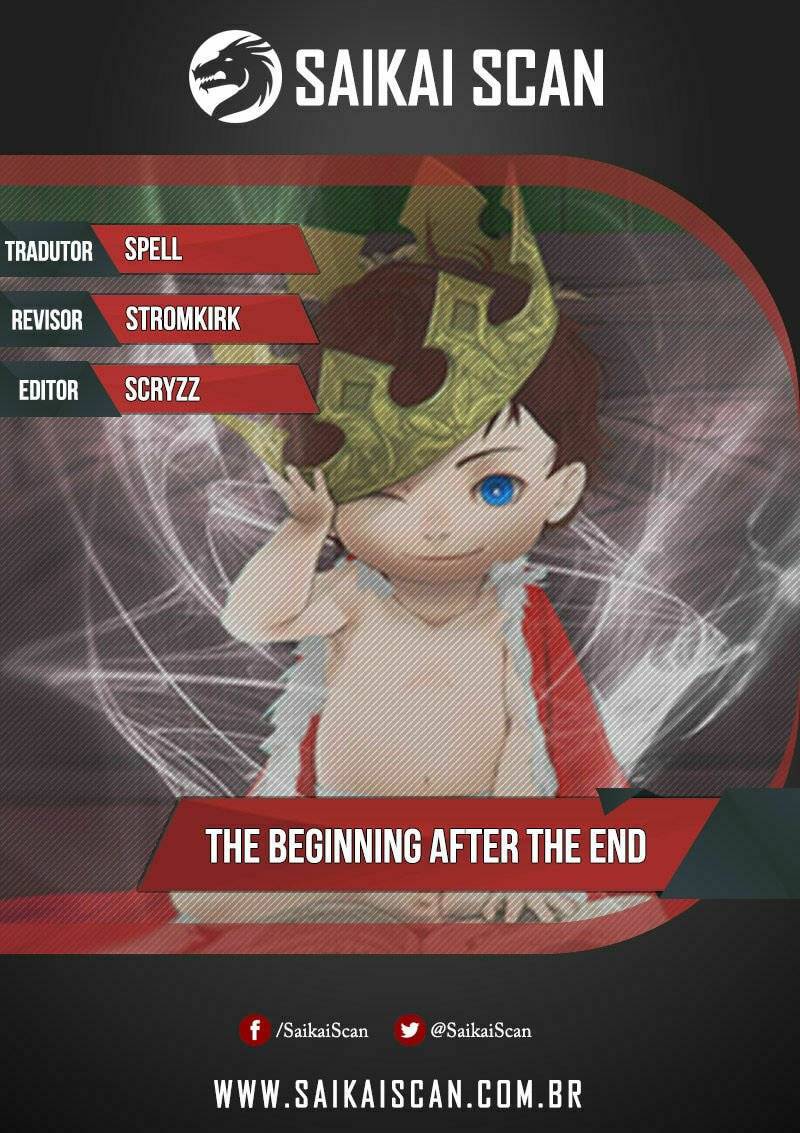 SAIKAI SCAN
TRADUTOR SPELL
REVISOR STROMKIRK
EDITOR SCRYZZ
THE BEGINNING AFTER THE END
/SaikaiScan @SaikaiScan
WWW.SAIKAISCAN.COM.BR